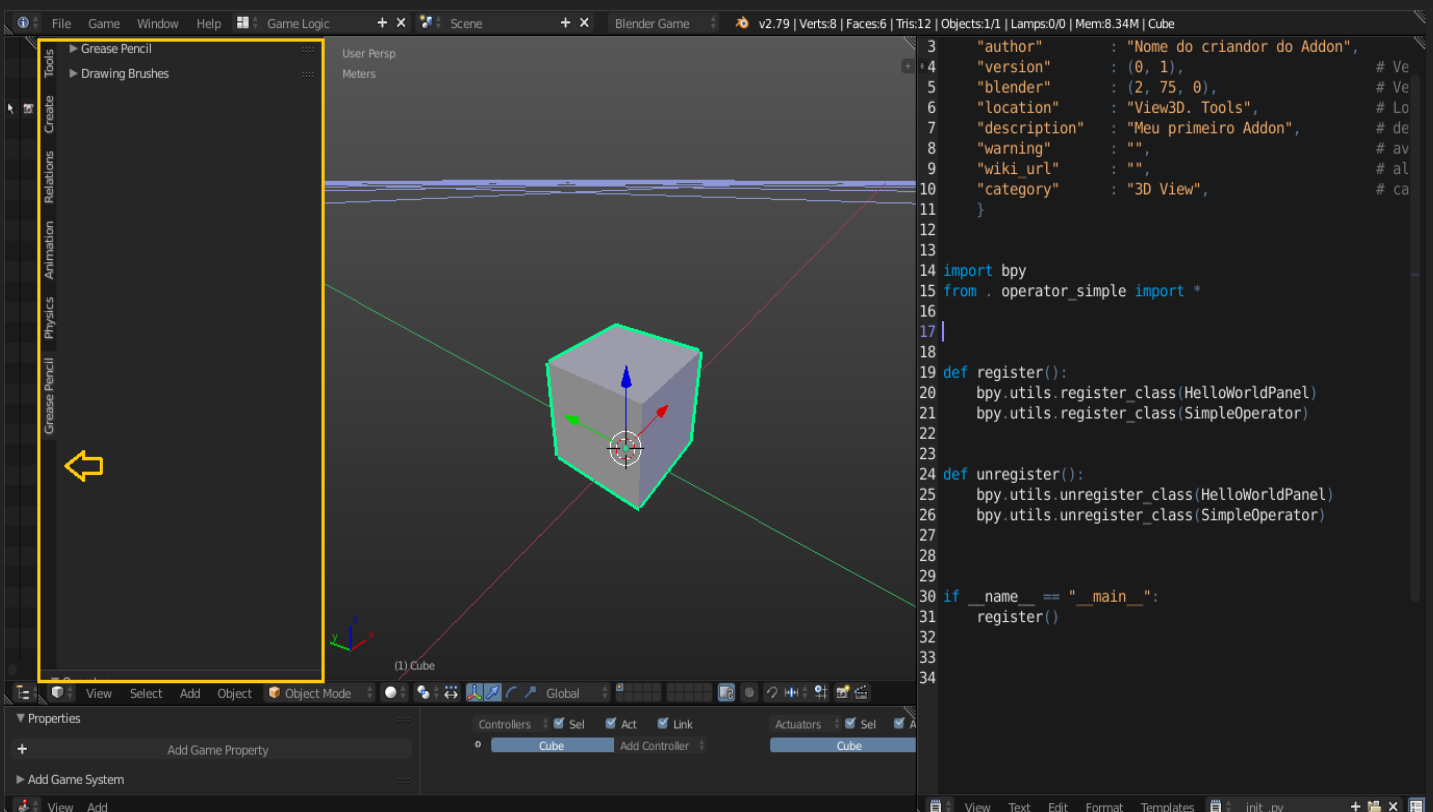 File Game Window Help Game Logic Scene Blender Game v2.79 | Verts:8 | Faces:6 | Tris:12 | Objects:1/1 | Lamps:0/0 | Mem:8.34M | Cube
Tools
Create
Relations
Animation
Physics
Grease Pencil
Grease Pencil
Drawing Brushes
User Persp
Meters
z
y
x
(1) Cube
3 "author" : "Nome do criandor do Addon",
4 "version" : (0, 1), # Ve
5 "blender" : (2, 75, 0), # Ve
6 "location" : "View3D. Tools", # Lo
7 "description" : "Meu primeiro Addon", # de
8 "warning" : "", # av
9 "wiki_url" : "", # al
10 "category" : "3D View", # ca
11 }
12
13
14 import bpy
15 from . operator_simple import *
16
17
18
19 def register():
20 bpy.utils.register_class(HelloWorldPanel)
21 bpy.utils.register_class(SimpleOperator)
22
23
24 def unregister():
25 bpy.utils.unregister_class(HelloWorldPanel)
26 bpy.utils.unregister_class(SimpleOperator)
27
28
29
30 if __name__ == "__main__":
31 register()
32
33
34
View Select Add Object Object Mode Global
Properties
Add Game Property
Add Game System
Controllers Sel Act Link Actuators Sel A
Cube Add Controller Cube
View Add
View Text Edit Format Templates init .py